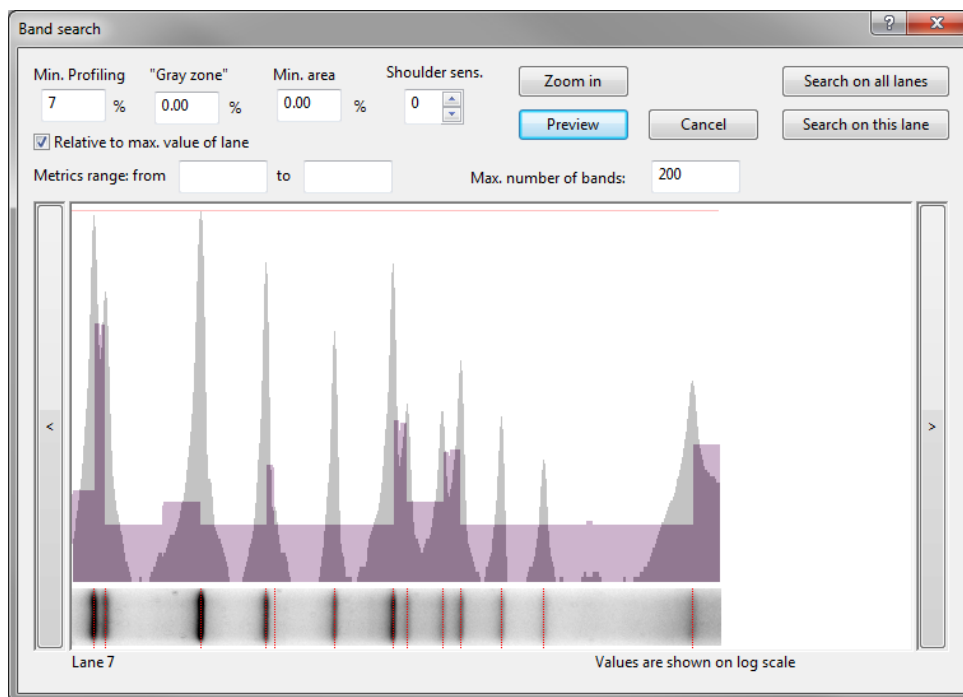 Band search
Min. Profiling "Gray zone" Min. area Shoulder sens.
7 % 0.00 % 0.00 % 0
Zoom in
Search on all lanes
Preview
Cancel
Search on this lane
Relative to max. value of lane
Metrics range: from to
Max. number of bands: 200
<
>
Lane 7
Values are shown on log scale